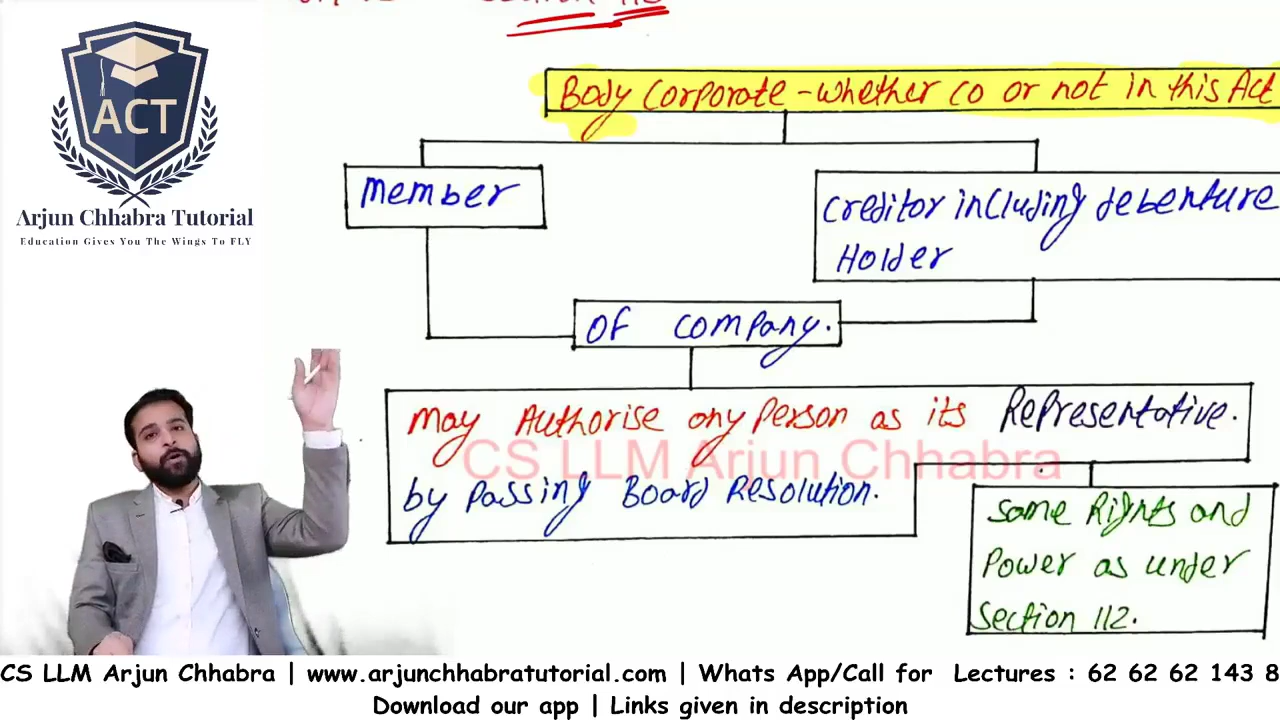 Section 113
Body Corporate - whether co or not in this Act
Member
Creditor including debenture
Holder
OF company.
May Authorise any Person as its Representative.
by passing Board Resolution.
Same Rights and
Power as under
Section 112.
CS LLM Arjun Chhabra
ACT
Arjun Chhabra Tutorial
Education Gives You The Wings To FLY
CS LLM Arjun Chhabra | www.arjunchhabratutorial.com | Whats App/Call for Lectures : 62 62 62 143 8
Download our app | Links given in description